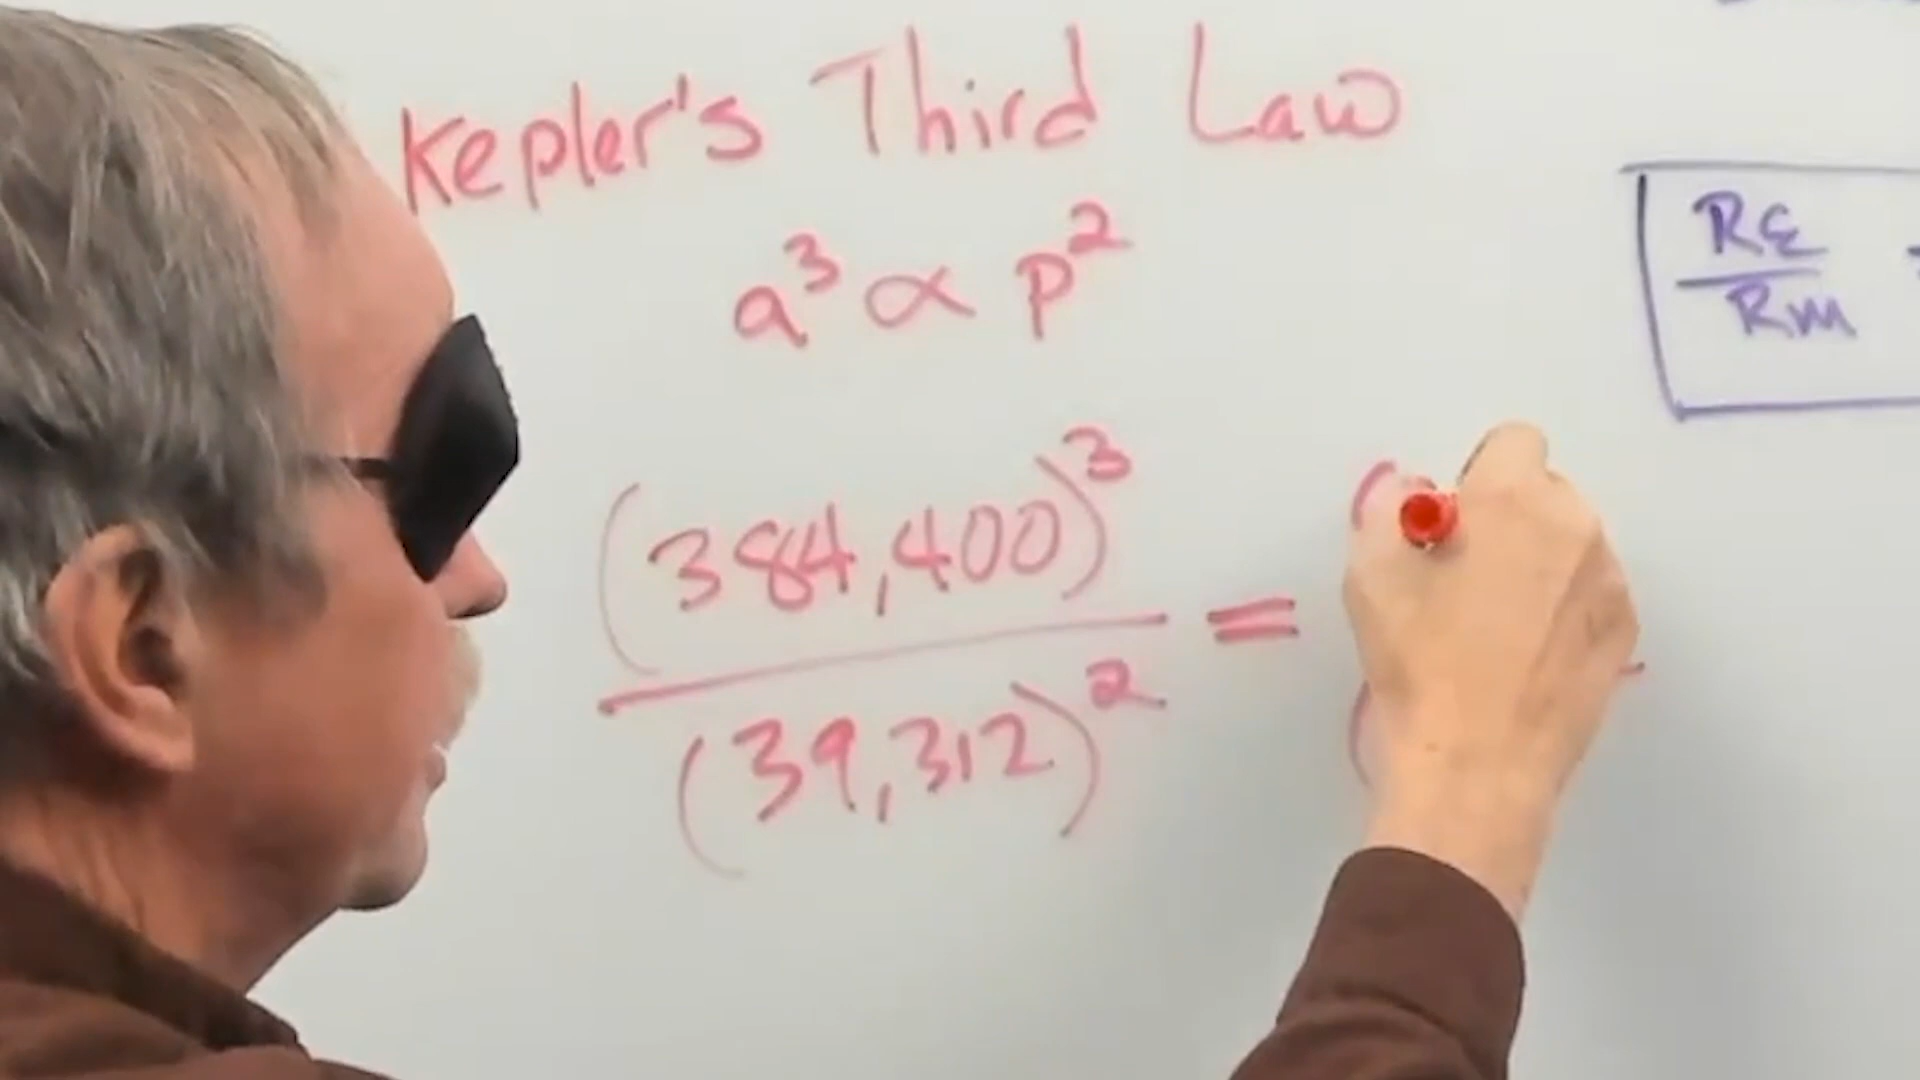 Kepler's Third Law
a³ ∝ p²
(384,400)³
=
(39,312)²
RE
Rm